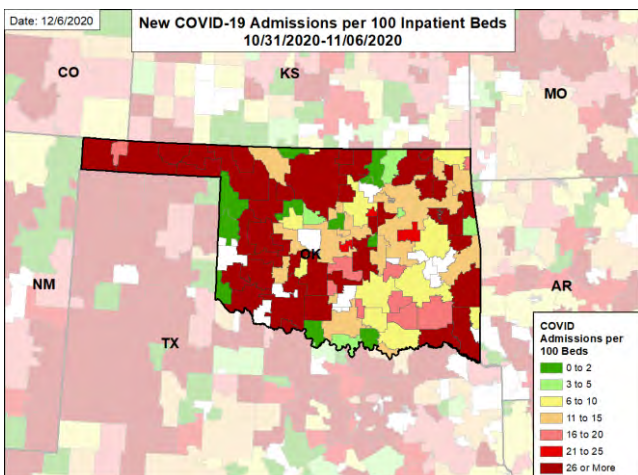 Date: 12/6/2020
New COVID-19 Admissions per 100 Inpatient Beds
10/31/2020-11/06/2020
CO
KS
MO
OK
NM
AR
TX
COVID
Admissions per
100 Beds
0 to 2
3 to 5
6 to 10
11 to 15
16 to 20
21 to 25
26 or More